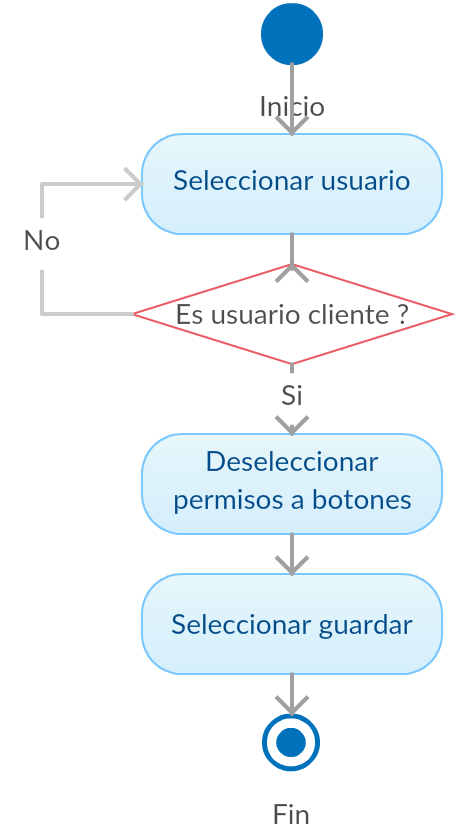 Inicio
Seleccionar usuario
No
Es usuario cliente ?
Si
Deseleccionar
permisos a botones
Seleccionar guardar
Fin